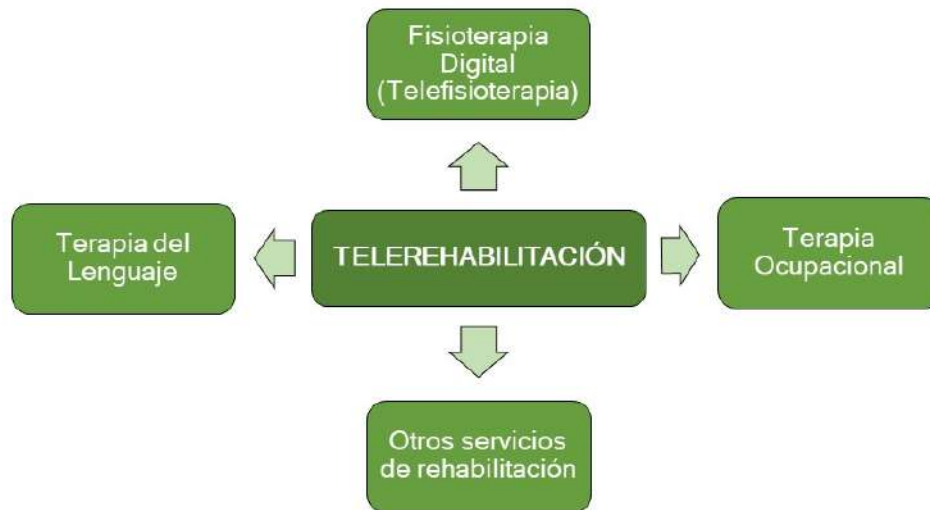 Fisioterapia
Digital
(Telefisioterapia)
Terapia del
Lenguaje
TELEREHABILITACIÓN
Terapia
Ocupacional
Otros servicios
de rehabilitación